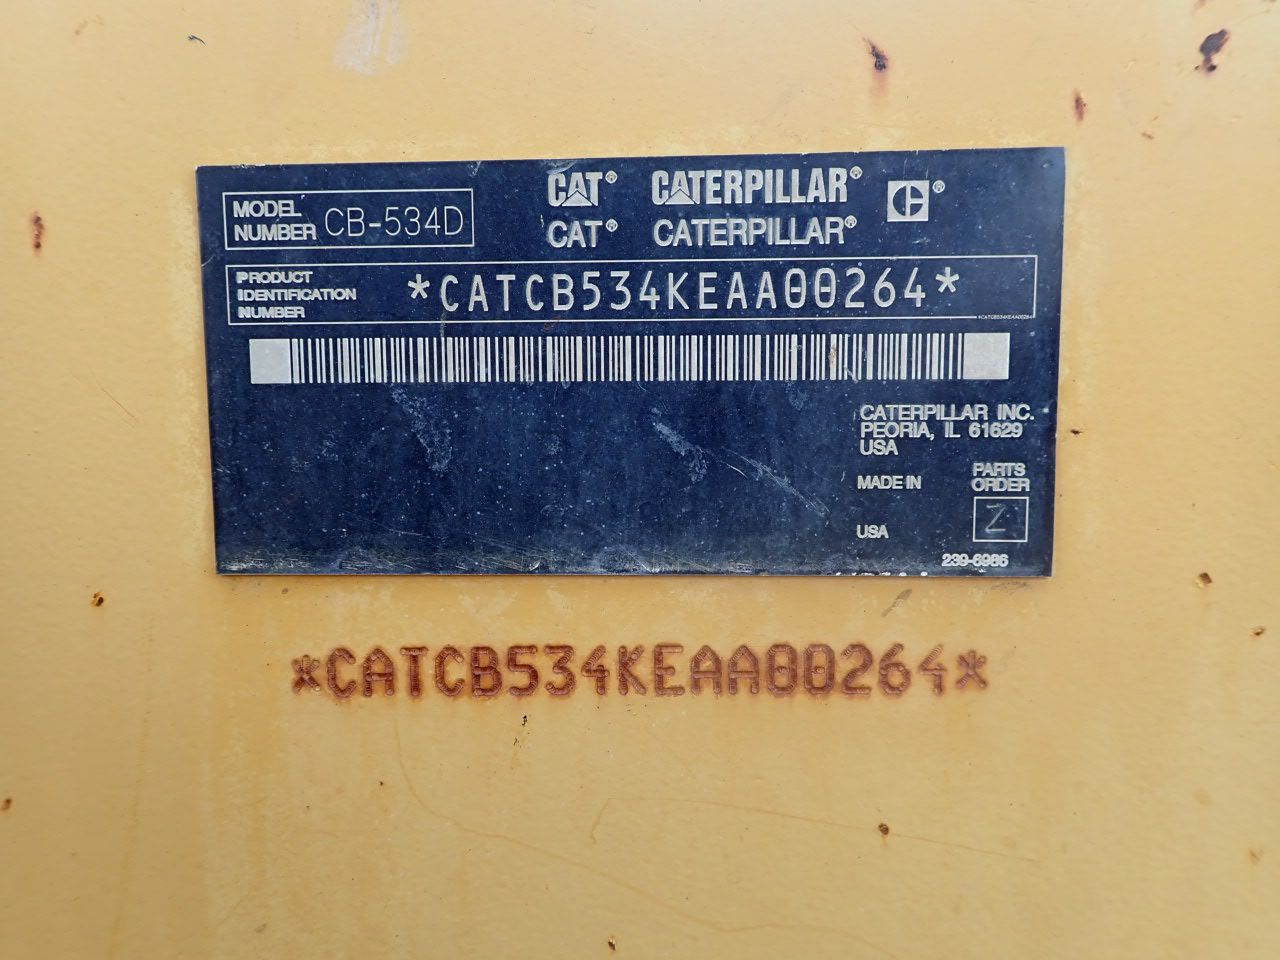 CAT® CATERPILLAR® ®
MODEL NUMBER CB-534D
CAT® CATERPILLAR®
PRODUCT IDENTIFICATION NUMBER *CATCB534KEAA00264*
*CATCB534KEAA00264*
CATERPILLAR INC.
PEORIA, IL 61629
USA
MADE IN
USA
PARTS
ORDER
Z
239-6986
*CATCB534KEAA00264*